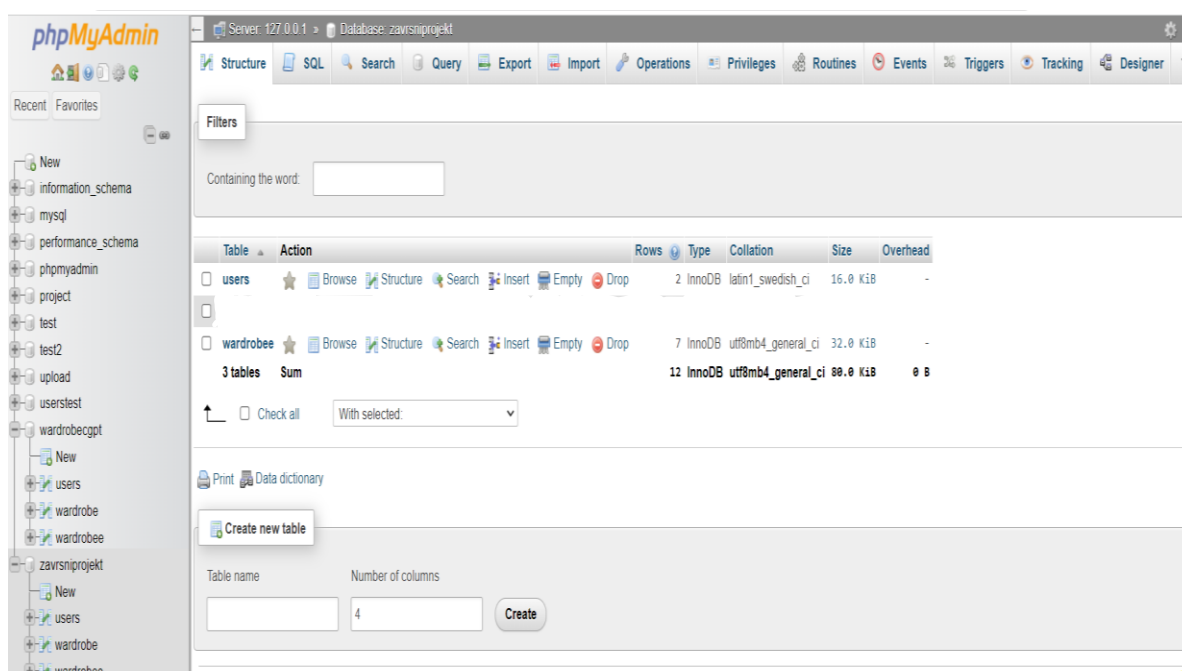 phpMyAdmin
Recent Favorites
New
information_schema
mysql
performance_schema
phpmyadmin
project
test
test2
upload
userstest
wardrobecgpt
New
users
wardrobe
wardrobee
zavrsniprojekt
New
users
wardrobe
wardrobee
Server: 127.0.0.1 » Database: zavrsniprojekt
Structure SQL Search Query Export Import Operations Privileges Routines Events Triggers Tracking Designer
Filters
Containing the word:
Table Action Rows Type Collation Size Overhead
users Browse Structure Search Insert Empty Drop 2 InnoDB latin1_swedish_ci 16.0 KiB -
wardrobee Browse Structure Search Insert Empty Drop 7 InnoDB utf8mb4_general_ci 32.0 KiB -
3 tables Sum 12 InnoDB utf8mb4_general_ci 80.0 KiB 0 B
Check all With selected:
Print Data dictionary
Create new table
Table name Number of columns
4 Create